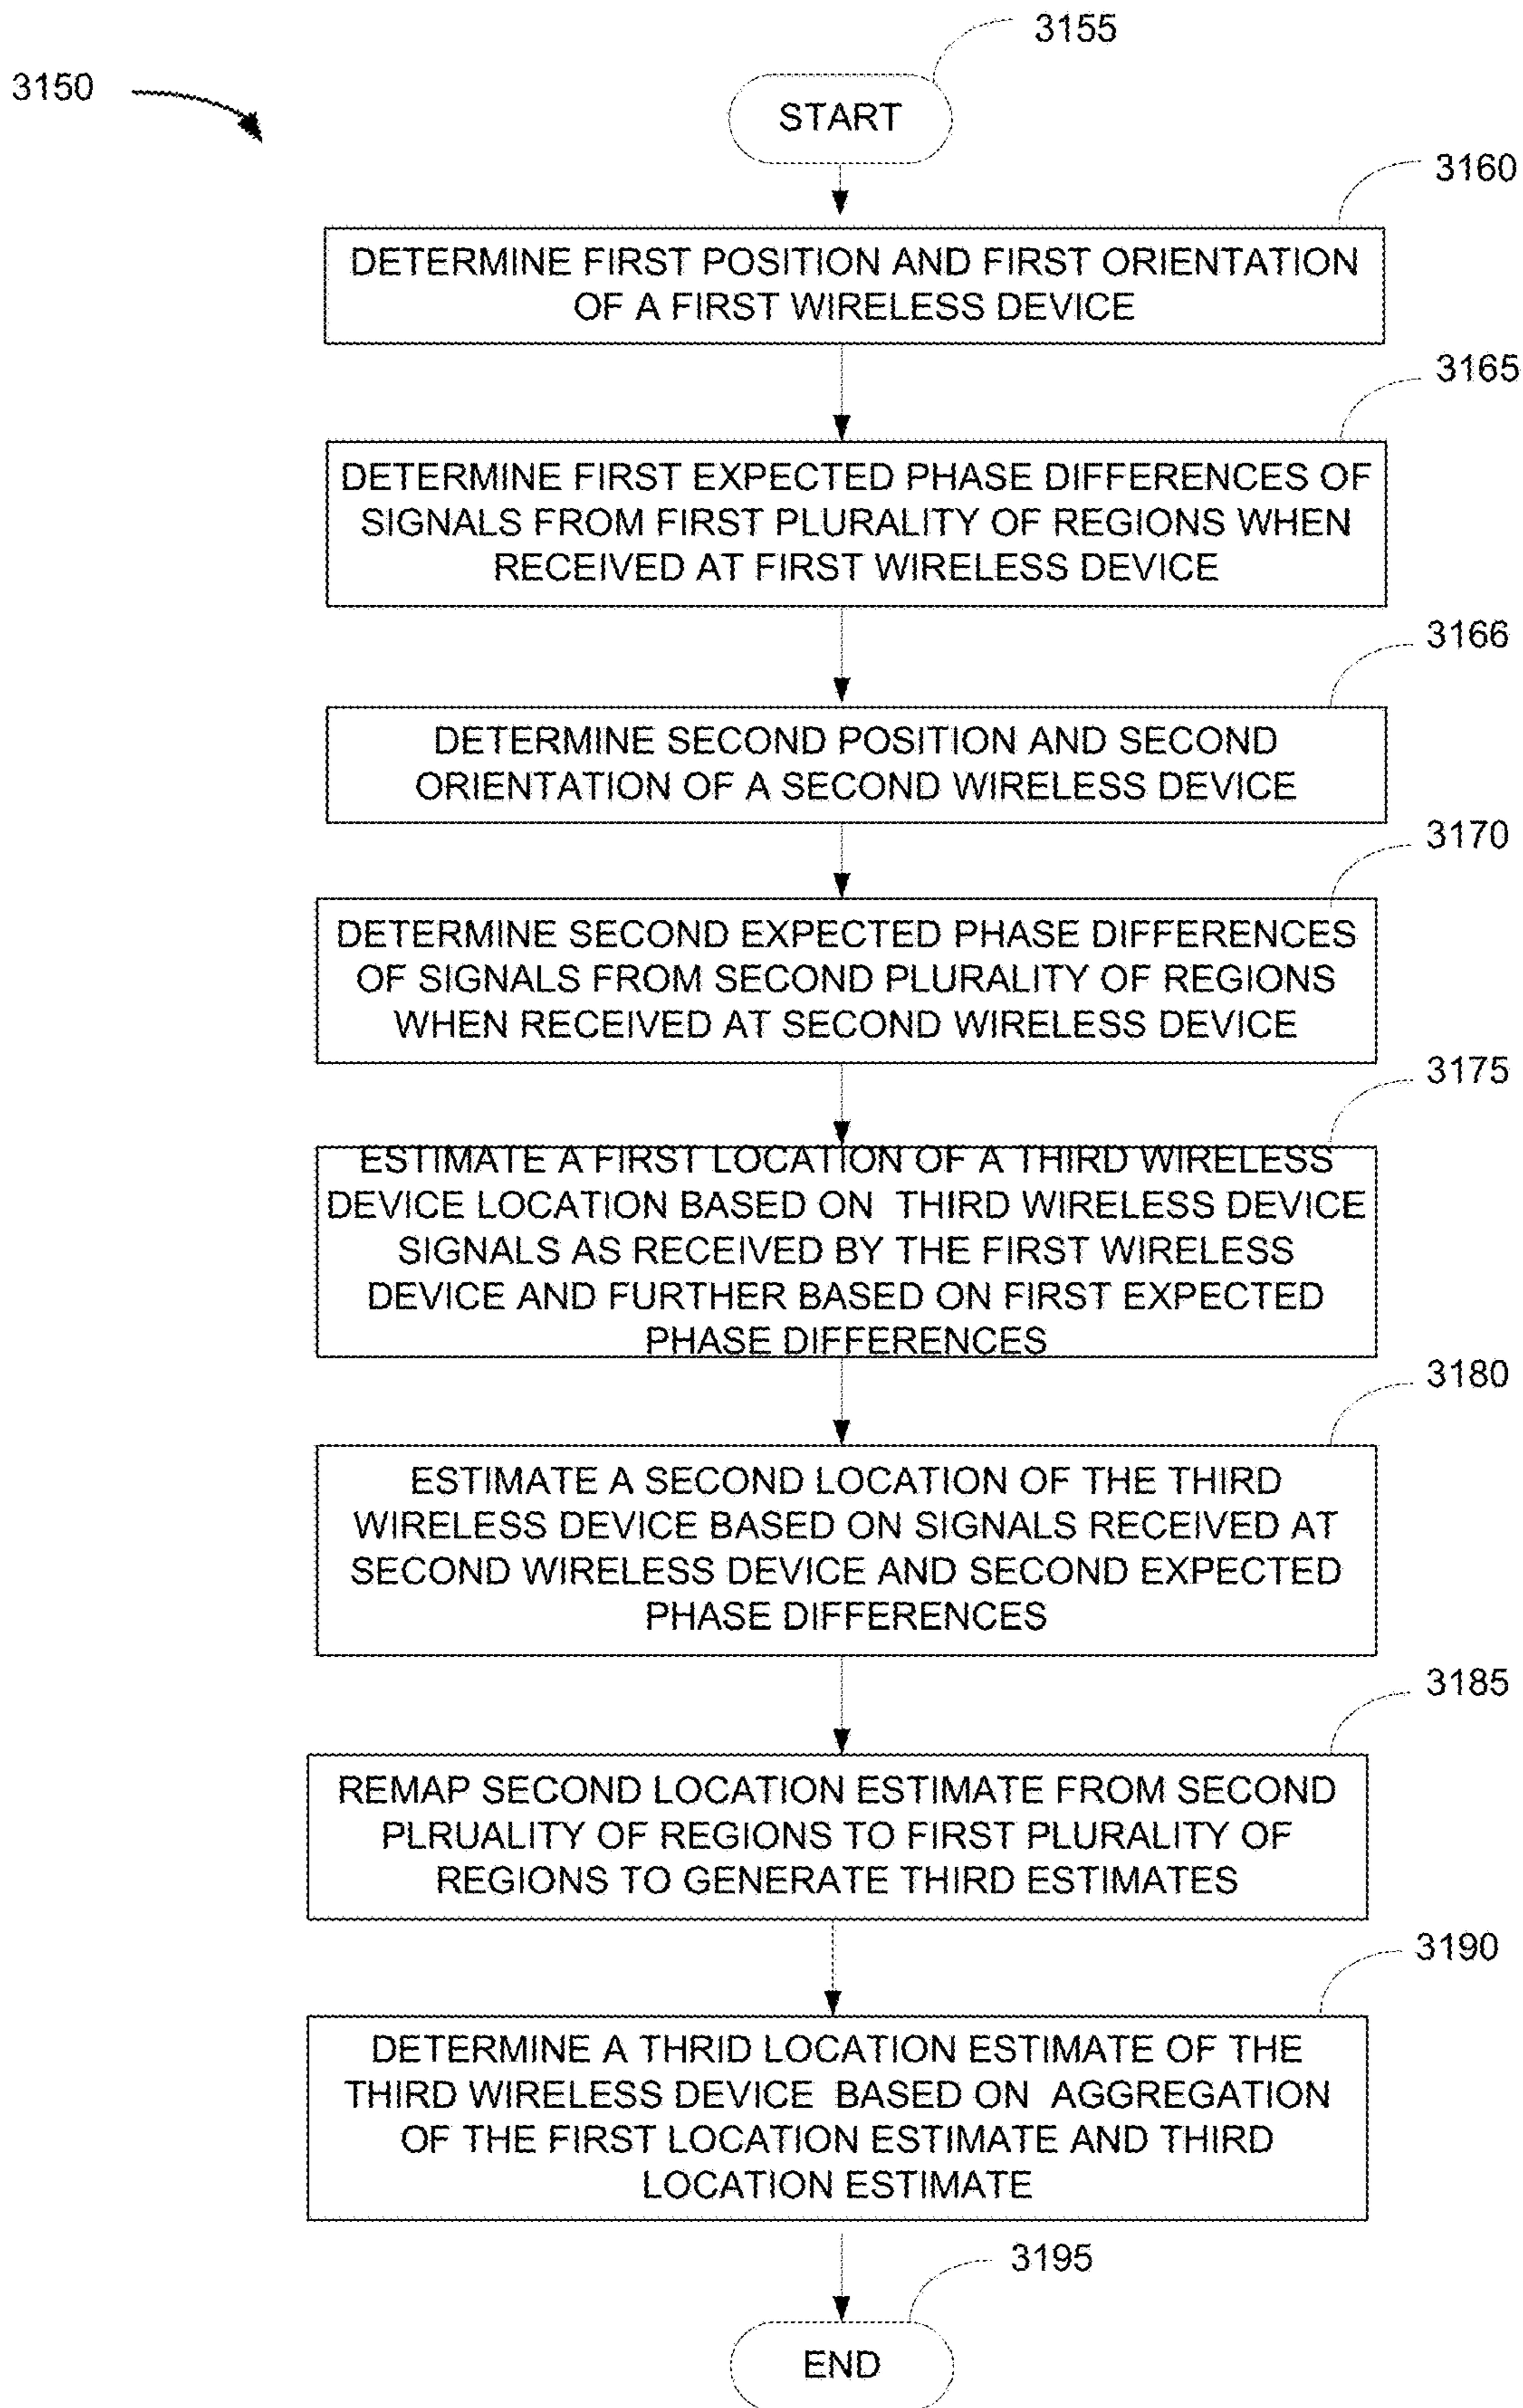 3155
3150
START
3160
DETERMINE FIRST POSITION AND FIRST ORIENTATION
OF A FIRST WIRELESS DEVICE
3165
DETERMINE FIRST EXPECTED PHASE DIFFERENCES OF
SIGNALS FROM FIRST PLURALITY OF REGIONS WHEN
RECEIVED AT FIRST WIRELESS DEVICE
3166
DETERMINE SECOND POSITION AND SECOND
ORIENTATION OF A SECOND WIRELESS DEVICE
3170
DETERMINE SECOND EXPECTED PHASE DIFFERENCES
OF SIGNALS FROM SECOND PLURALITY OF REGIONS
WHEN RECEIVED AT SECOND WIRELESS DEVICE
3175
ESTIMATE A FIRST LOCATION OF A THIRD WIRELESS
DEVICE LOCATION BASED ON THIRD WIRELESS DEVICE
SIGNALS AS RECEIVED BY THE FIRST WIRELESS
DEVICE AND FURTHER BASED ON FIRST EXPECTED
PHASE DIFFERENCES
3180
ESTIMATE A SECOND LOCATION OF THE THIRD
WIRELESS DEVICE BASED ON SIGNALS RECEIVED AT
SECOND WIRELESS DEVICE AND SECOND EXPECTED
PHASE DIFFERENCES
3185
REMAP SECOND LOCATION ESTIMATE FROM SECOND
PLRUALITY OF REGIONS TO FIRST PLURALITY OF
REGIONS TO GENERATE THIRD ESTIMATES
3190
DETERMINE A THRID LOCATION ESTIMATE OF THE
THIRD WIRELESS DEVICE BASED ON AGGREGATION
OF THE FIRST LOCATION ESTIMATE AND THIRD
LOCATION ESTIMATE
3195
END